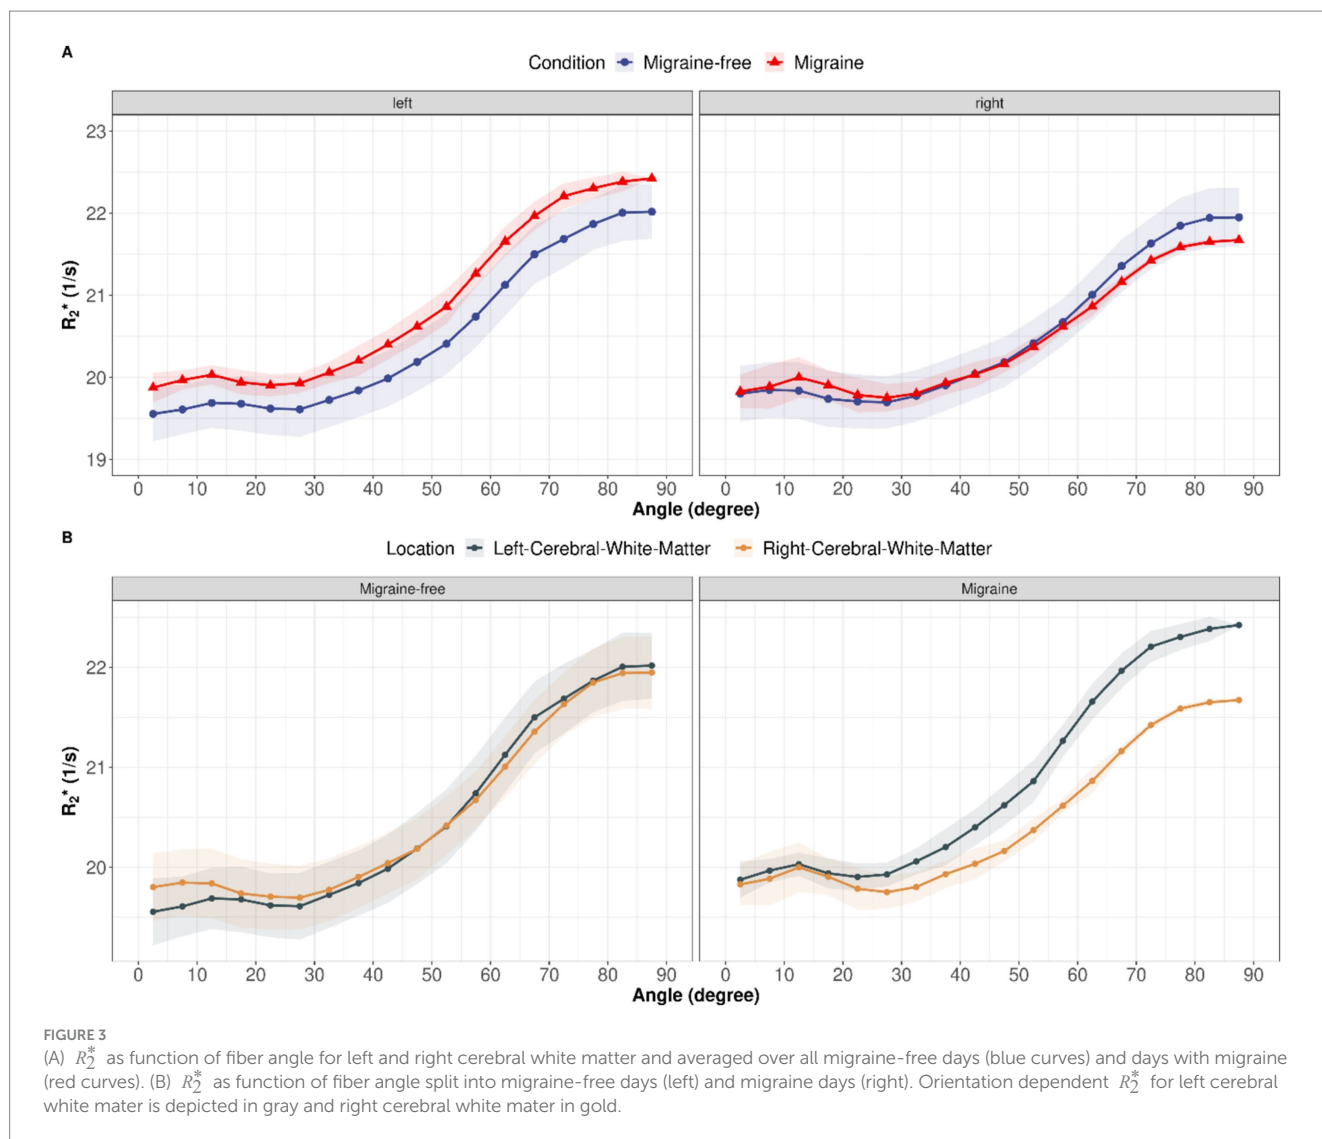 A
Condition Migraine-free Migraine
left right
23
22
21
20
19
R2* (1/s)
0 10 20 30 40 50 60 70 80 90 0 10 20 30 40 50 60 70 80 90
Angle (degree) Angle (degree)
B
Location Left-Cerebral-White-Matter Right-Cerebral-White-Matter
Migraine-free Migraine
22
21
20
R2* (1/s)
0 10 20 30 40 50 60 70 80 90 0 10 20 30 40 50 60 70 80 90
Angle (degree) Angle (degree)
FIGURE 3
(A) R2* as function of fiber angle for left and right cerebral white matter and averaged over all migraine-free days (blue curves) and days with migraine
(red curves). (B) R2* as function of fiber angle split into migraine-free days (left) and migraine days (right). Orientation dependent R2* for left cerebral
white mater is depicted in gray and right cerebral white mater in gold.